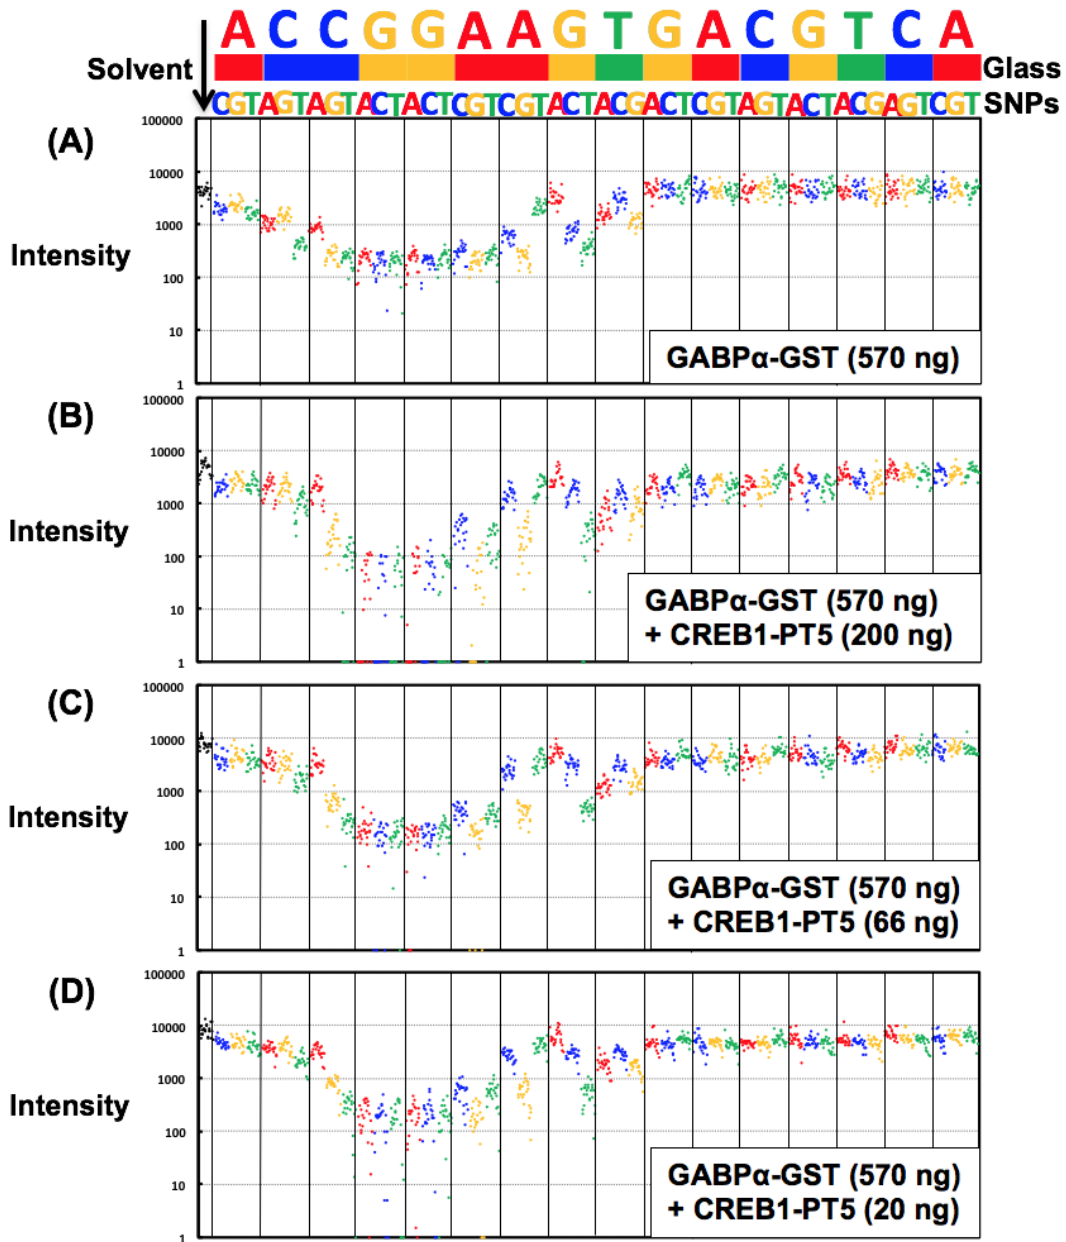 A C C G G A A G T G A C G T C A
Solvent Glass
CGTAGTAGTACTACTCGTCGTACTACGACTCGTAGTACTACGAGTCGT SNPs
(A)
100000
10000
1000
Intensity
100
10
1
GABPα-GST (570 ng)
(B)
100000
10000
1000
Intensity
100
10
1
GABPα-GST (570 ng)
+ CREB1-PT5 (200 ng)
(C)
100000
10000
1000
Intensity
100
10
1
GABPα-GST (570 ng)
+ CREB1-PT5 (66 ng)
(D)
100000
10000
1000
Intensity
100
10
1
GABPα-GST (570 ng)
+ CREB1-PT5 (20 ng)